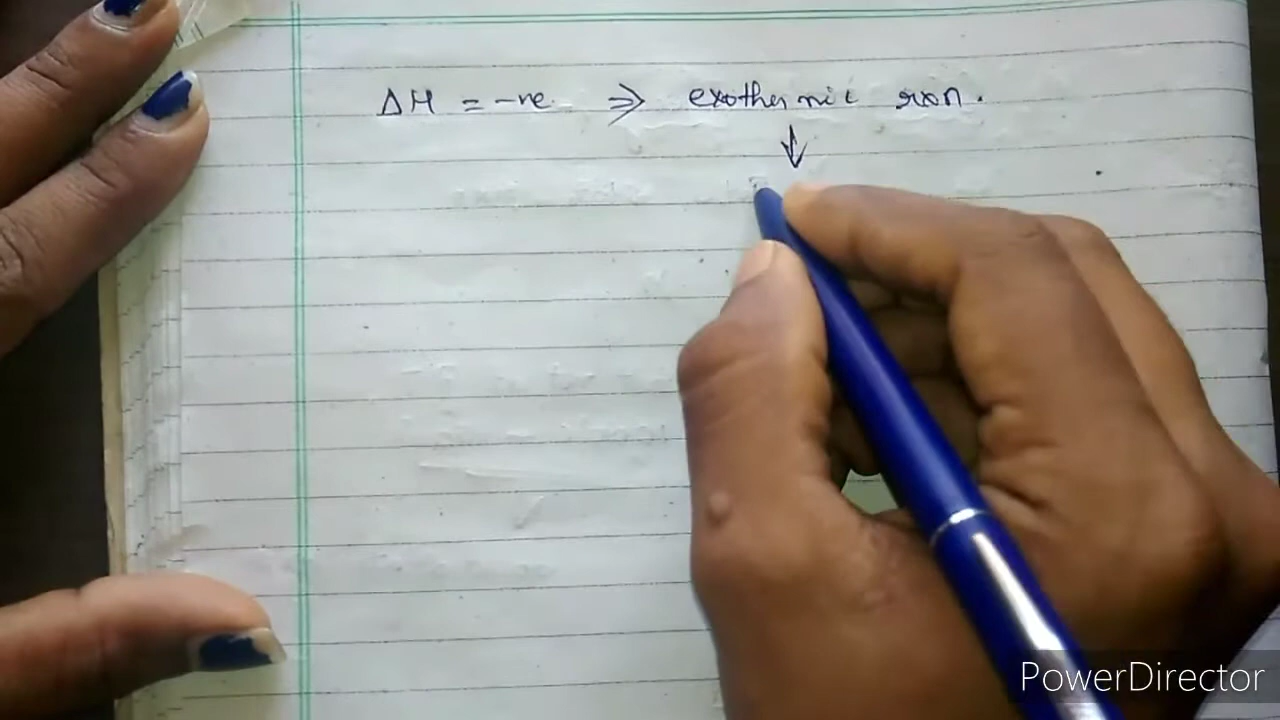 ΔH = -ve ⇒ exothermic rxn.
↓
PowerDirector